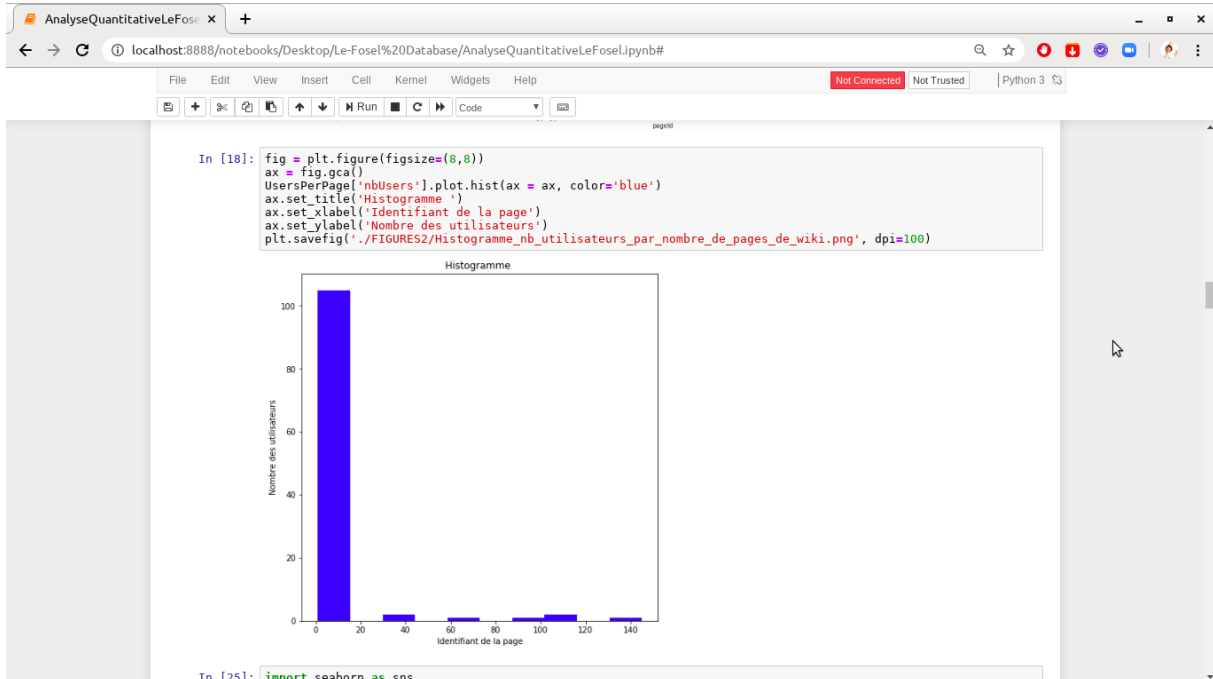 AnalyseQuantitativeLeFose
localhost:8888/notebooks/Desktop/Le-Fosel%20Database/AnalyseQuantitativeLeFosel.ipynb#
File Edit View Insert Cell Kernel Widgets Help Not Connected Not Trusted Python 3
Run Code
pageId
In [18]: fig = plt.figure(figsize=(8,8))
ax = fig.gca()
UsersPerPage['nbUsers'].plot.hist(ax = ax, color='blue')
ax.set_title('Histogramme ')
ax.set_xlabel('Identifiant de la page')
ax.set_ylabel('Nombre des utilisateurs')
plt.savefig('./FIGURES2/Histogramme_nb_utilisateurs_par_nombre_de_pages_de_wiki.png', dpi=100)
Histogramme
100
80
60
40
20
0
Nombre des utilisateurs
0 20 40 60 80 100 120 140
Identifiant de la page
In [25]: import seaborn as sns